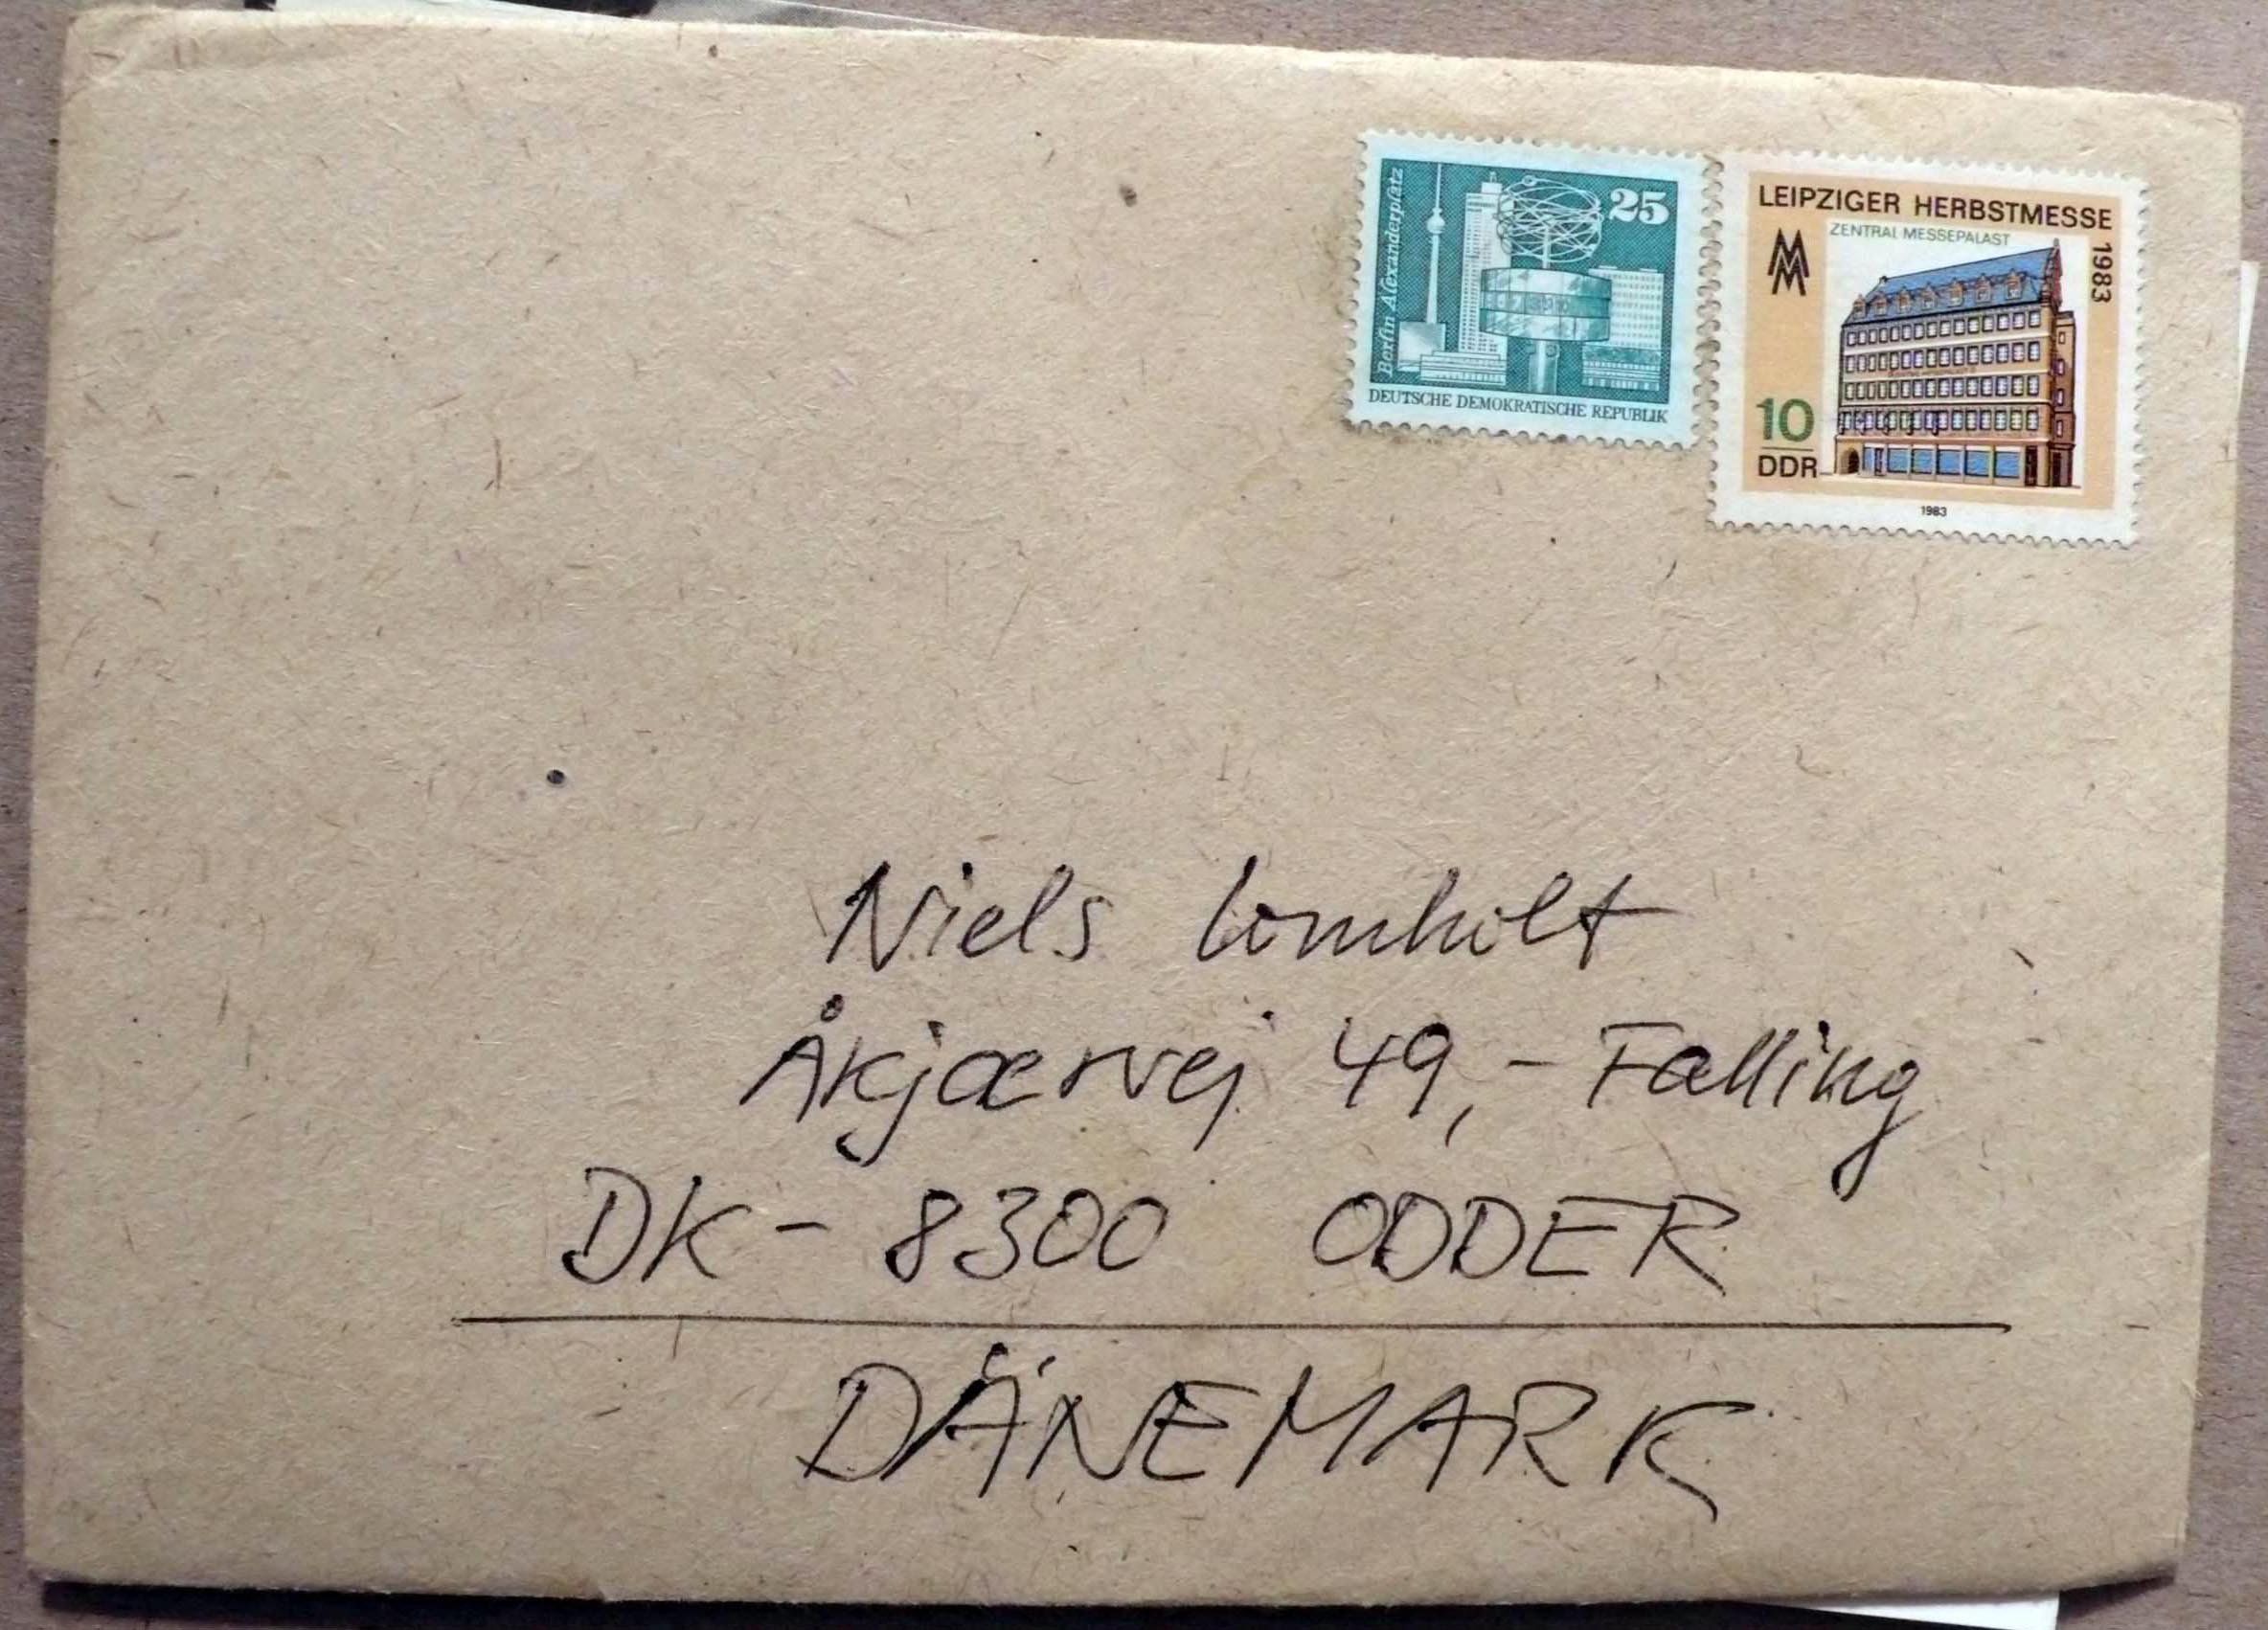 Berlin Alexanderplatz
25
DEUTSCHE DEMOKRATISCHE REPUBLIK
LEIPZIGER HERBSTMESSE 1983
ZENTRAL MESSEPALAST
MM
10
DDR
1983
Niels Lomholt
Åkjærvej 49, - Falling
DK - 8300 ODDER
DÄNEMARK